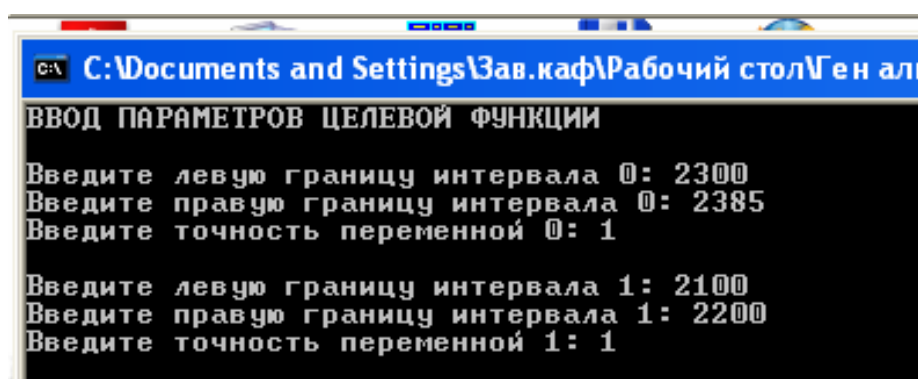 C:\Documents and Settings\Зав.каф\Рабочий стол\Ген ал
ВВОД ПАРАМЕТРОВ ЦЕЛЕВОЙ ФУНКЦИИ
Введите левую границу интервала 0: 2300
Введите правую границу интервала 0: 2385
Введите точность переменной 0: 1
Введите левую границу интервала 1: 2100
Введите правую границу интервала 1: 2200
Введите точность переменной 1: 1